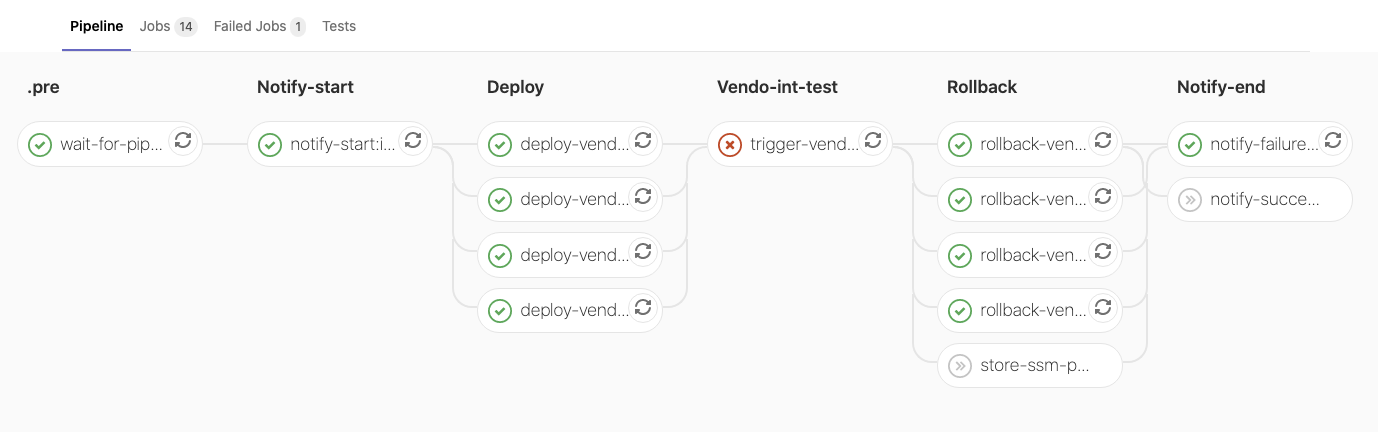 Pipeline Jobs 14 Failed Jobs 1 Tests
.pre Notify-start Deploy Vendo-int-test Rollback Notify-end
wait-for-pip... notify-start:i... deploy-vend... trigger-vend... rollback-ven... notify-failure...
deploy-vend... rollback-ven... notify-succe...
deploy-vend... rollback-ven...
deploy-vend... rollback-ven...
store-ssm-p...